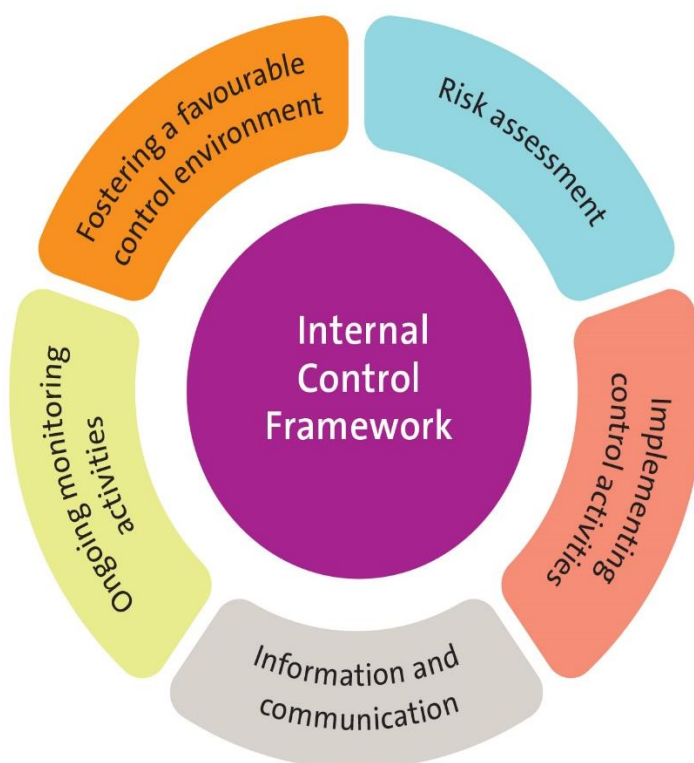 Fostering a favourable
control environment
Risk assessment
Implementing
control activities
Information and
communication
Ongoing monitoring
activities
Internal
Control
Framework